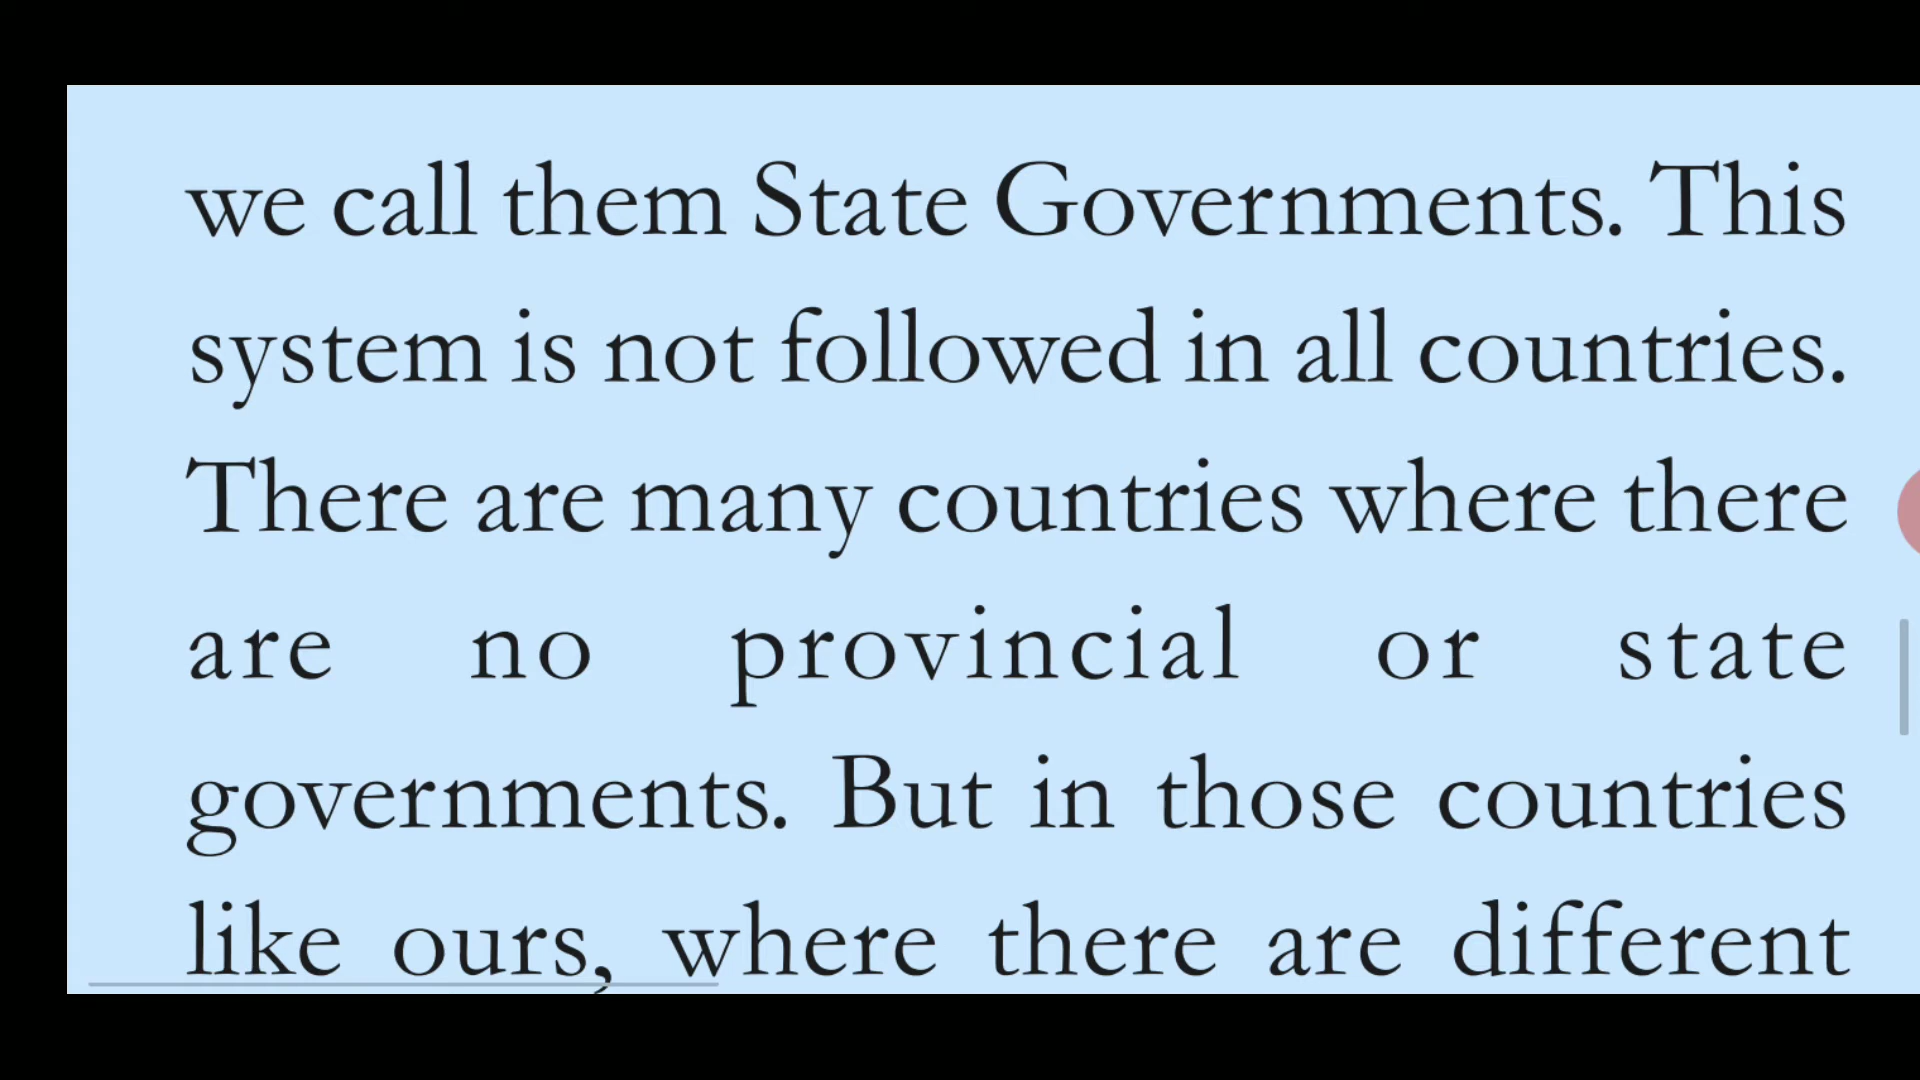 we call them State Governments. This
system is not followed in all countries.
There are many countries where there
are no provincial or state
governments. But in those countries
like ours, where there are different